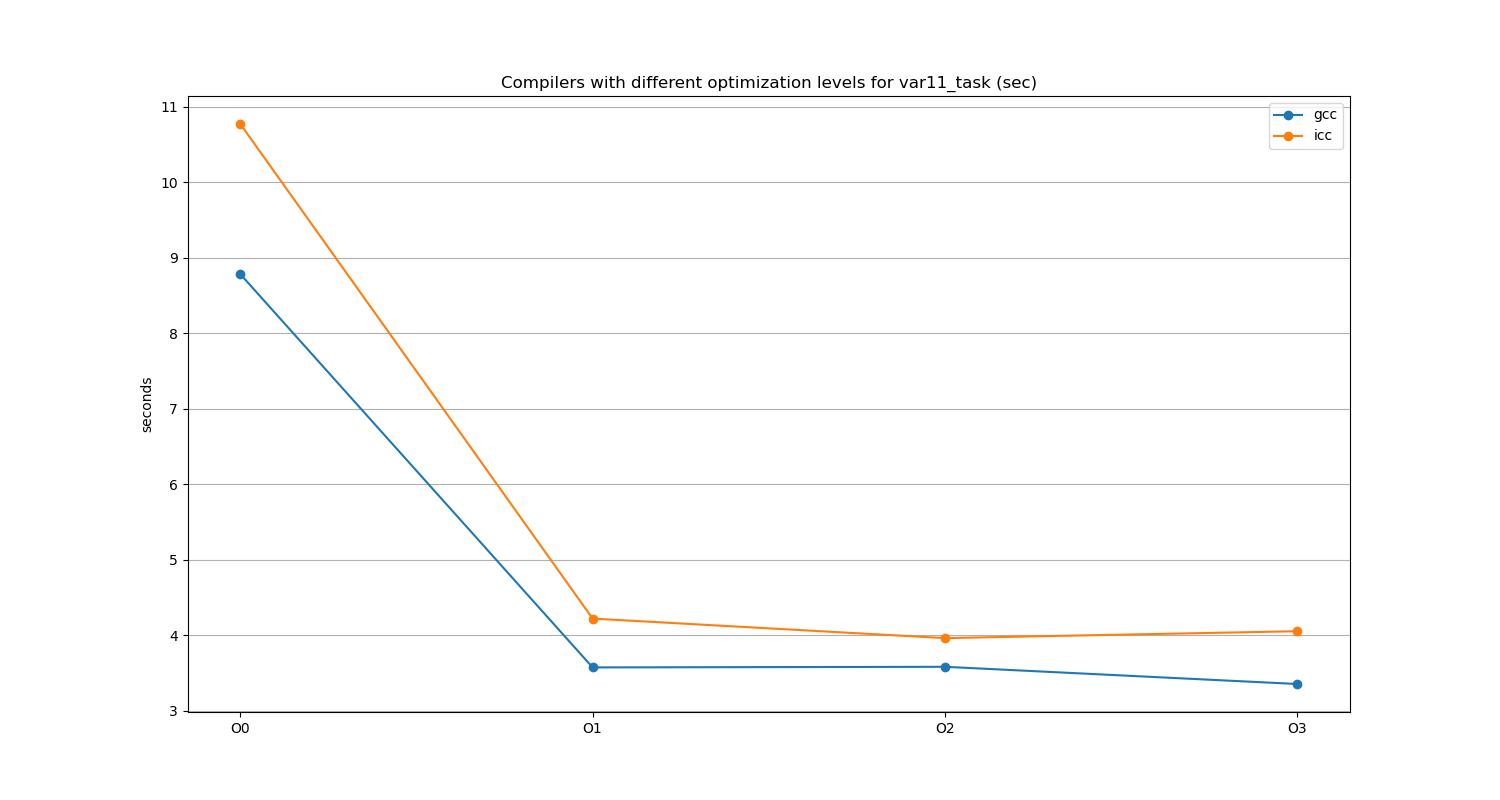 Compilers with different optimization levels for var11_task (sec)
gcc
icc
11
10
9
8
7
6
5
4
3
seconds
O0
O1
O2
O3